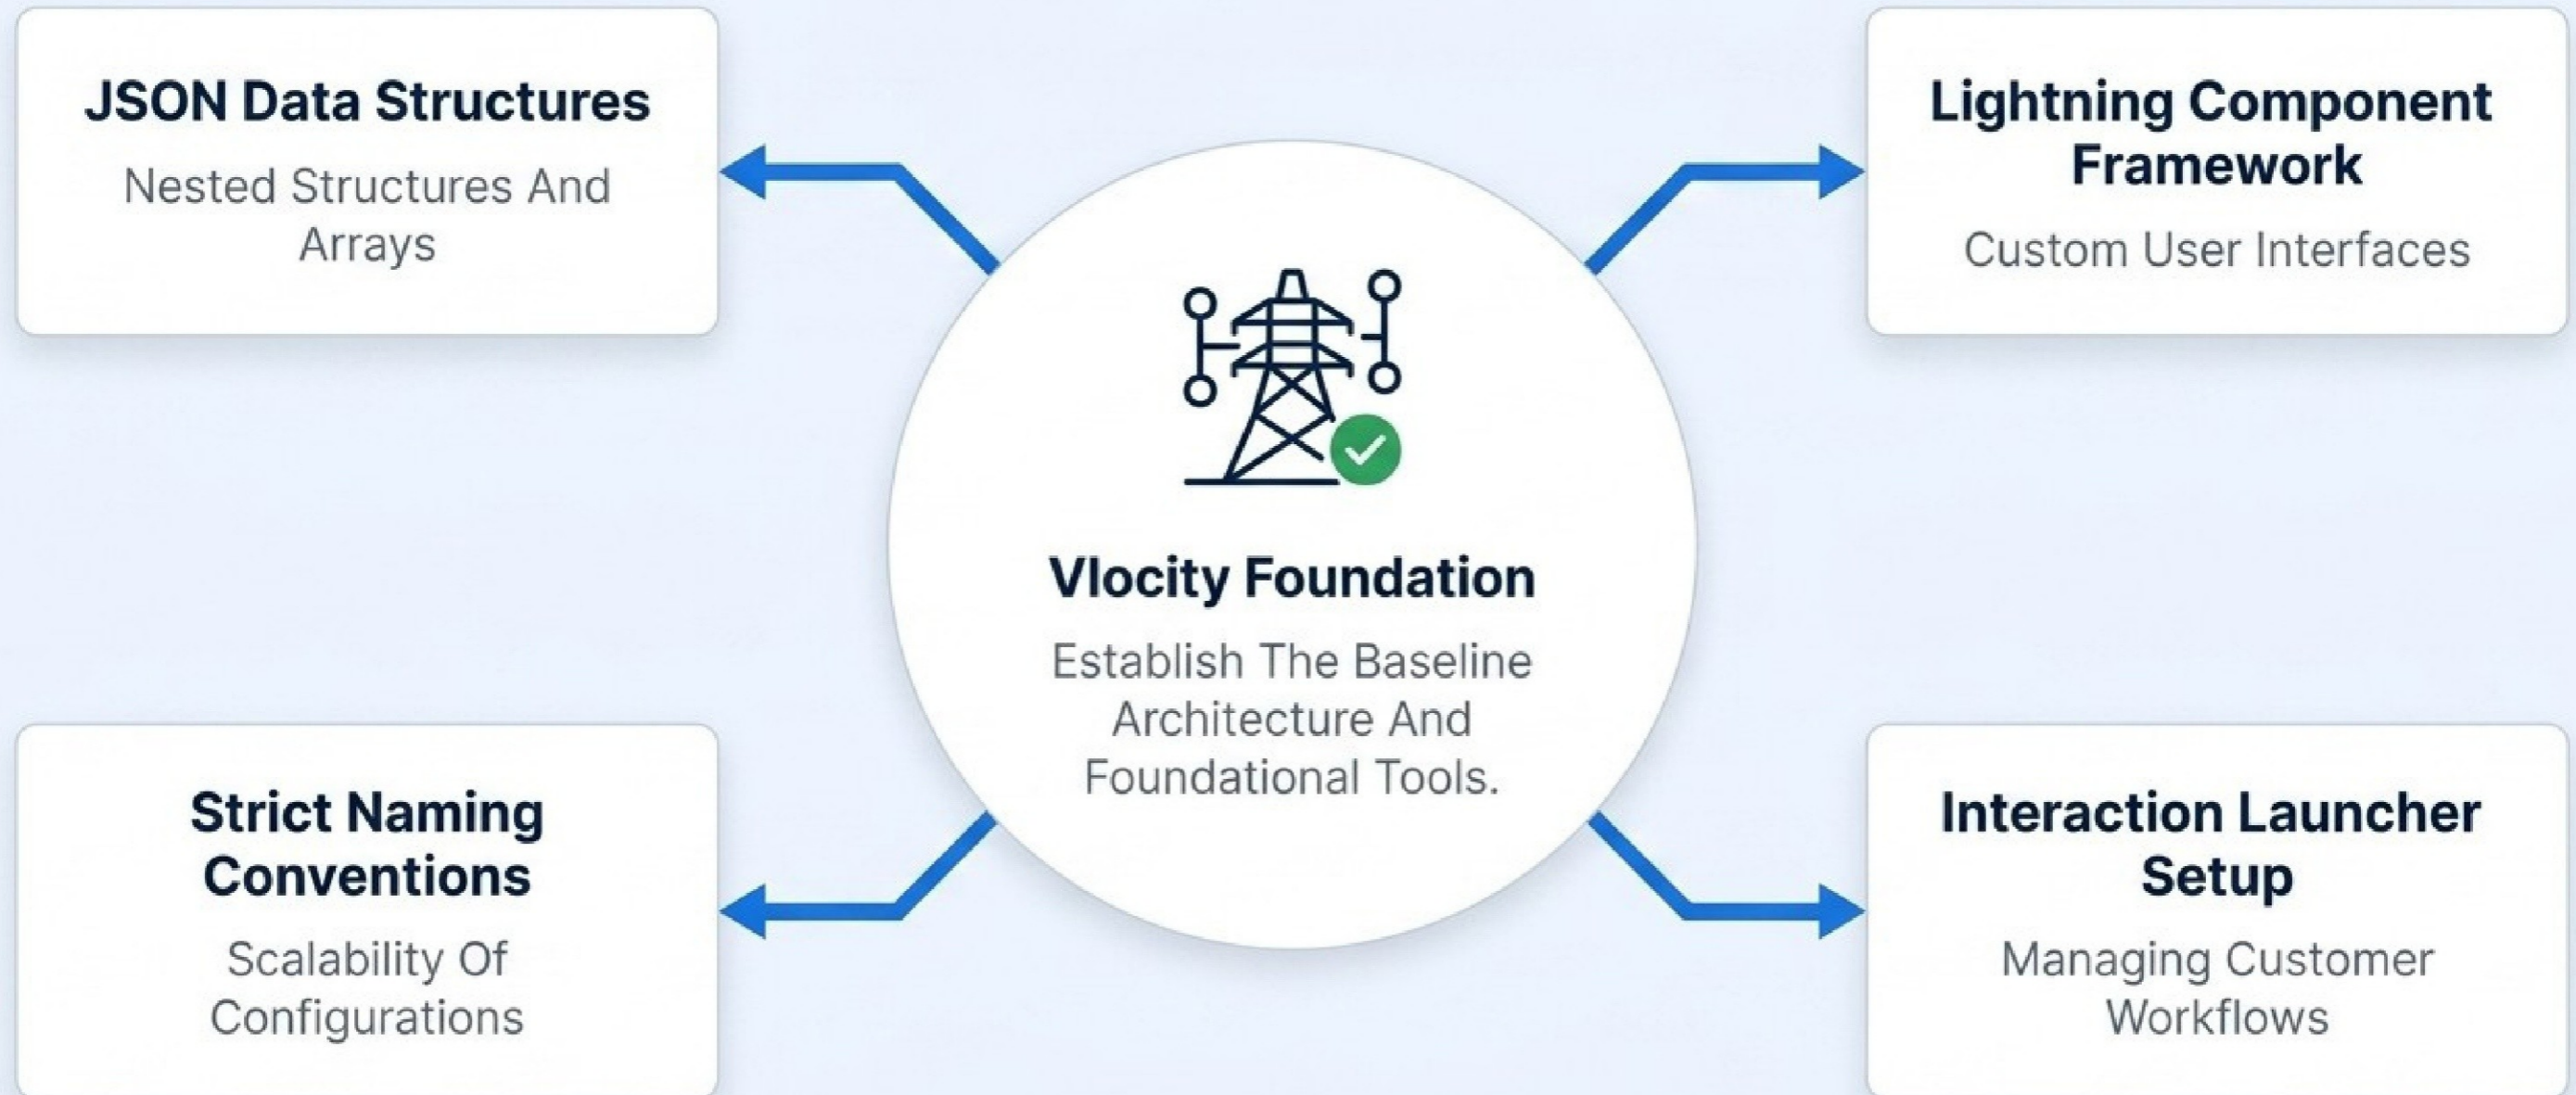 JSON Data Structures
Nested Structures And
Arrays
Lightning Component
Framework
Custom User Interfaces
Vlocity Foundation
Establish The Baseline
Architecture And
Foundational Tools.
Strict Naming
Conventions
Scalability Of
Configurations
Interaction Launcher
Setup
Managing Customer
Workflows